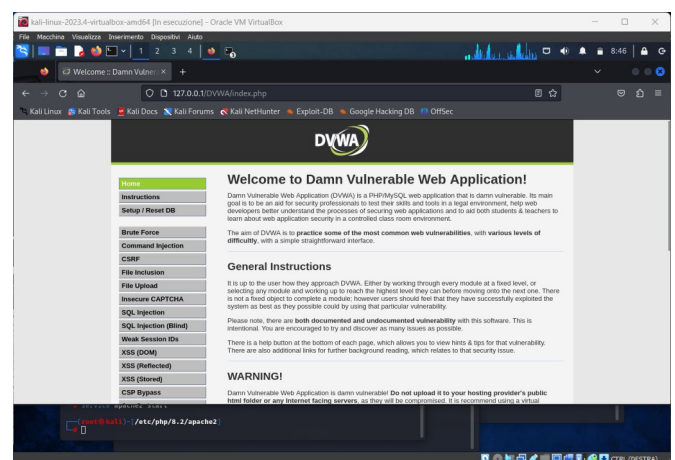 kali-linux-2023.4-virtualbox-amd64 [In esecuzione] - Oracle VM VirtualBox
File Macchina Visualizza Inserimento Dispositivi Aiuto
1 2 3 4 8:46
Welcome :: Damn Vulner
127.0.0.1/DVWA/index.php
Kali Linux Kali Tools Kali Docs Kali Forums Kali NetHunter Exploit-DB Google Hacking DB OffSec
DVWA
Home
Instructions
Setup / Reset DB
Brute Force
Command Injection
CSRF
File Inclusion
File Upload
Insecure CAPTCHA
SQL Injection
SQL Injection (Blind)
Weak Session IDs
XSS (DOM)
XSS (Reflected)
XSS (Stored)
CSP Bypass
Welcome to Damn Vulnerable Web Application!
Damn Vulnerable Web Application (DVWA) is a PHP/MySQL web application that is damn vulnerable. Its main
goal is to be an aid for security professionals to test their skills and tools in a legal environment, help web
developers better understand the processes of securing web applications and to aid both students & teachers to
learn about web application security in a controlled class room environment.
The aim of DVWA is to practice some of the most common web vulnerabilities, with various levels of
difficultly, with a simple straightforward interface.
General Instructions
It is up to the user how they approach DVWA. Either by working through every module at a fixed level, or
selecting any module and working up to reach the highest level they can before moving onto the next one. There
is not a fixed object to complete a module; however users should feel that they have successfully exploited the
system as best as they possible could by using that particular vulnerability.
Please note, there are both documented and undocumented vulnerability with this software. This is
intentional. You are encouraged to try and discover as many issues as possible.
There is a help button at the bottom of each page, which allows you to view hints & tips for that vulnerability.
There are also additional links for further background reading, which relates to that security issue.
WARNING!
Damn Vulnerable Web Application is damn vulnerable! Do not upload it to your hosting provider's public
html folder or any Internet facing servers, as they will be compromised. It is recommend using a virtual
service apache2 start
(root@kali)-[/etc/php/8.2/apache2]
#
CTRL (DESTRA)